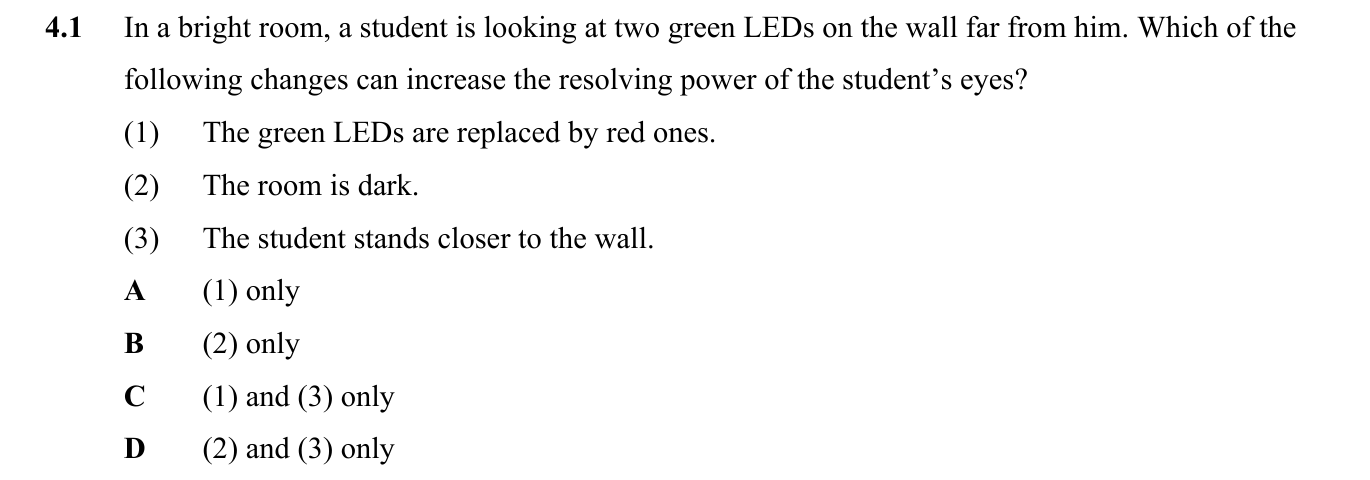 4.1 In a bright room, a student is looking at two green LEDs on the wall far from him. Which of the
following changes can increase the resolving power of the student’s eyes?
(1) The green LEDs are replaced by red ones.
(2) The room is dark.
(3) The student stands closer to the wall.
A (1) only
B (2) only
C (1) and (3) only
D (2) and (3) only